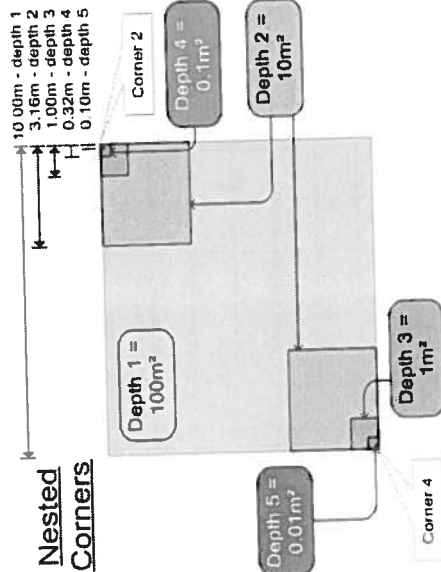 Nested
Corners
10 00m - depth 1
3.16m - depth 2
1.00m - depth 3
0.32m - depth 4
0.10m - depth 5
Corner 2
Depth 1 =
100m²
Depth 4 =
0.1m²
Depth 2 =
10m²
Depth 5 =
0.01m²
Depth 3 =
1m²
Corner 4